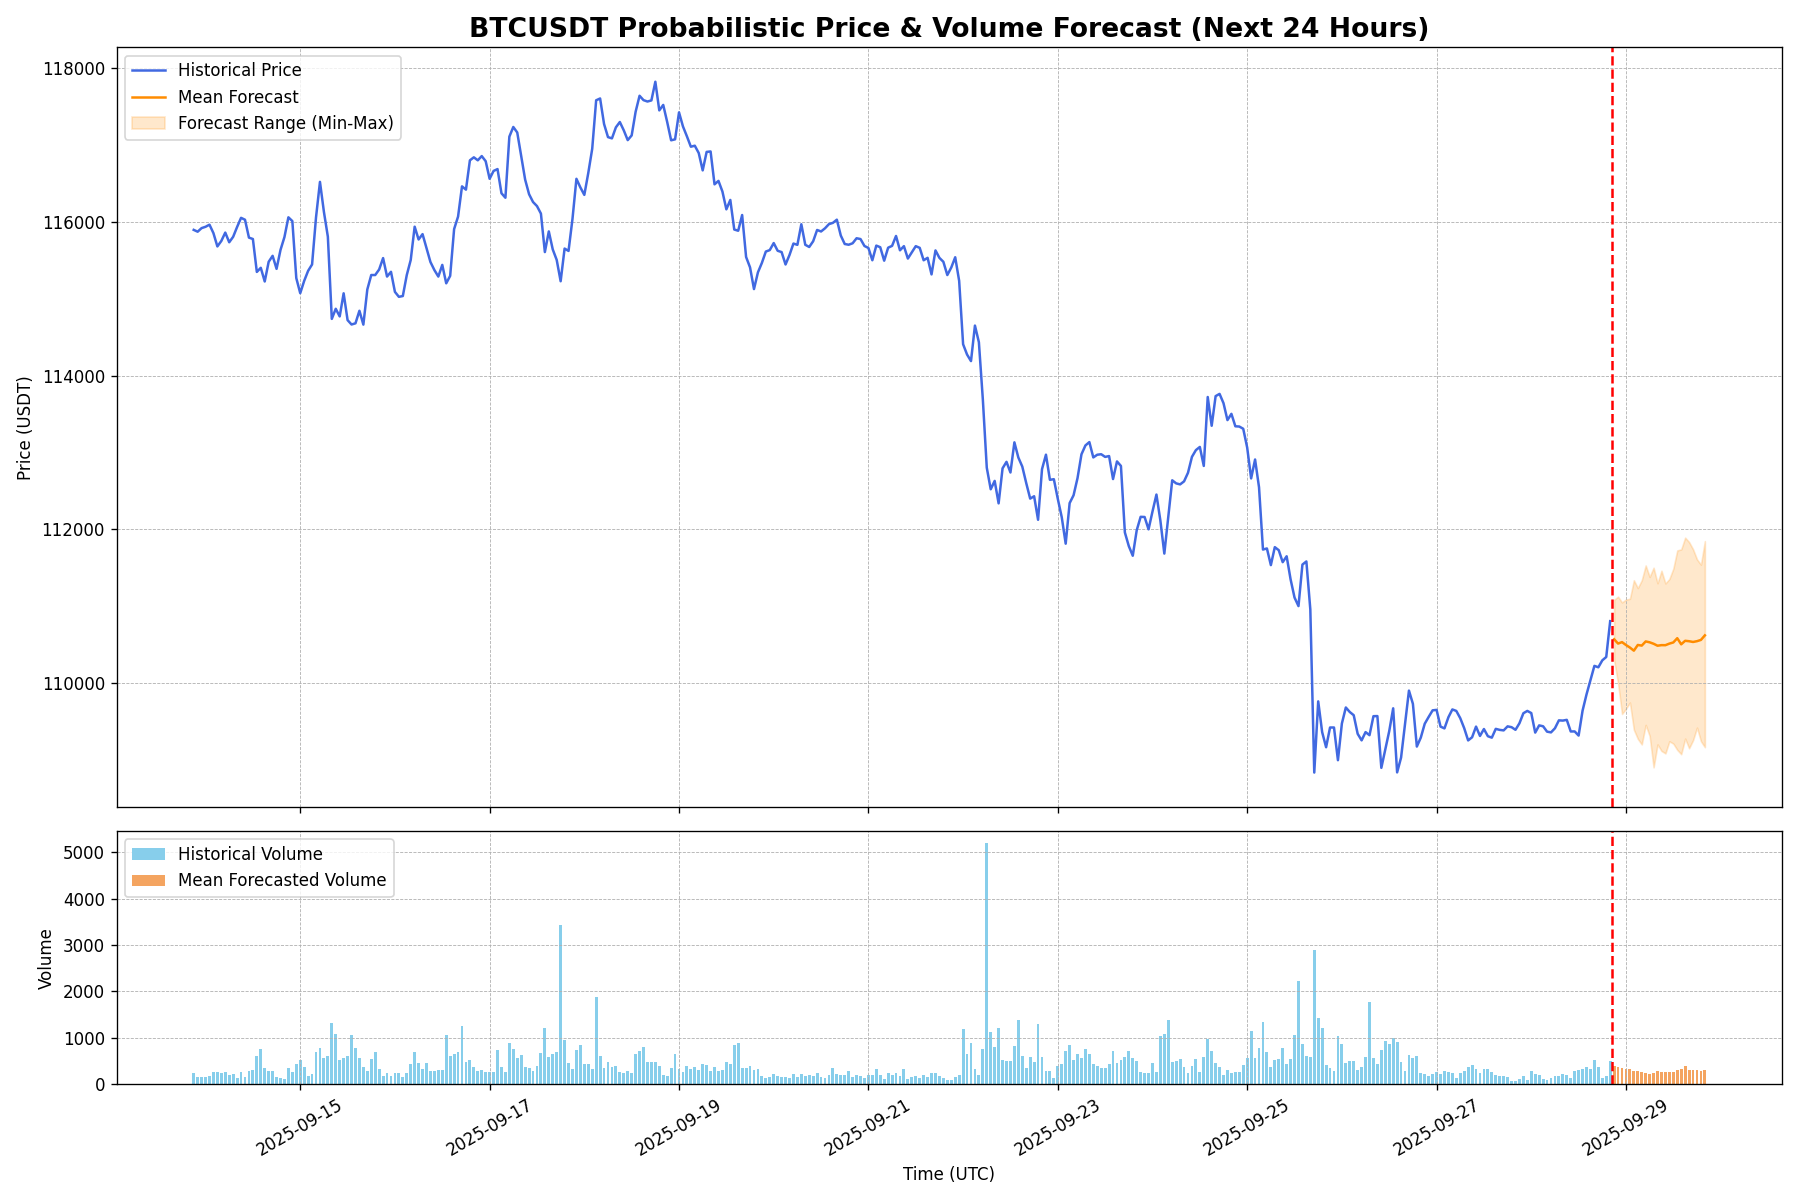 BTCUSDT Probabilistic Price & Volume Forecast (Next 24 Hours)
Historical Price
Mean Forecast
Forecast Range (Min-Max)
118000
116000
114000
112000
110000
Price (USDT)
Historical Volume
Mean Forecasted Volume
5000
4000
3000
2000
1000
0
Volume
2025-09-15
2025-09-17
2025-09-19
2025-09-21
2025-09-23
2025-09-25
2025-09-27
2025-09-29
Time (UTC)